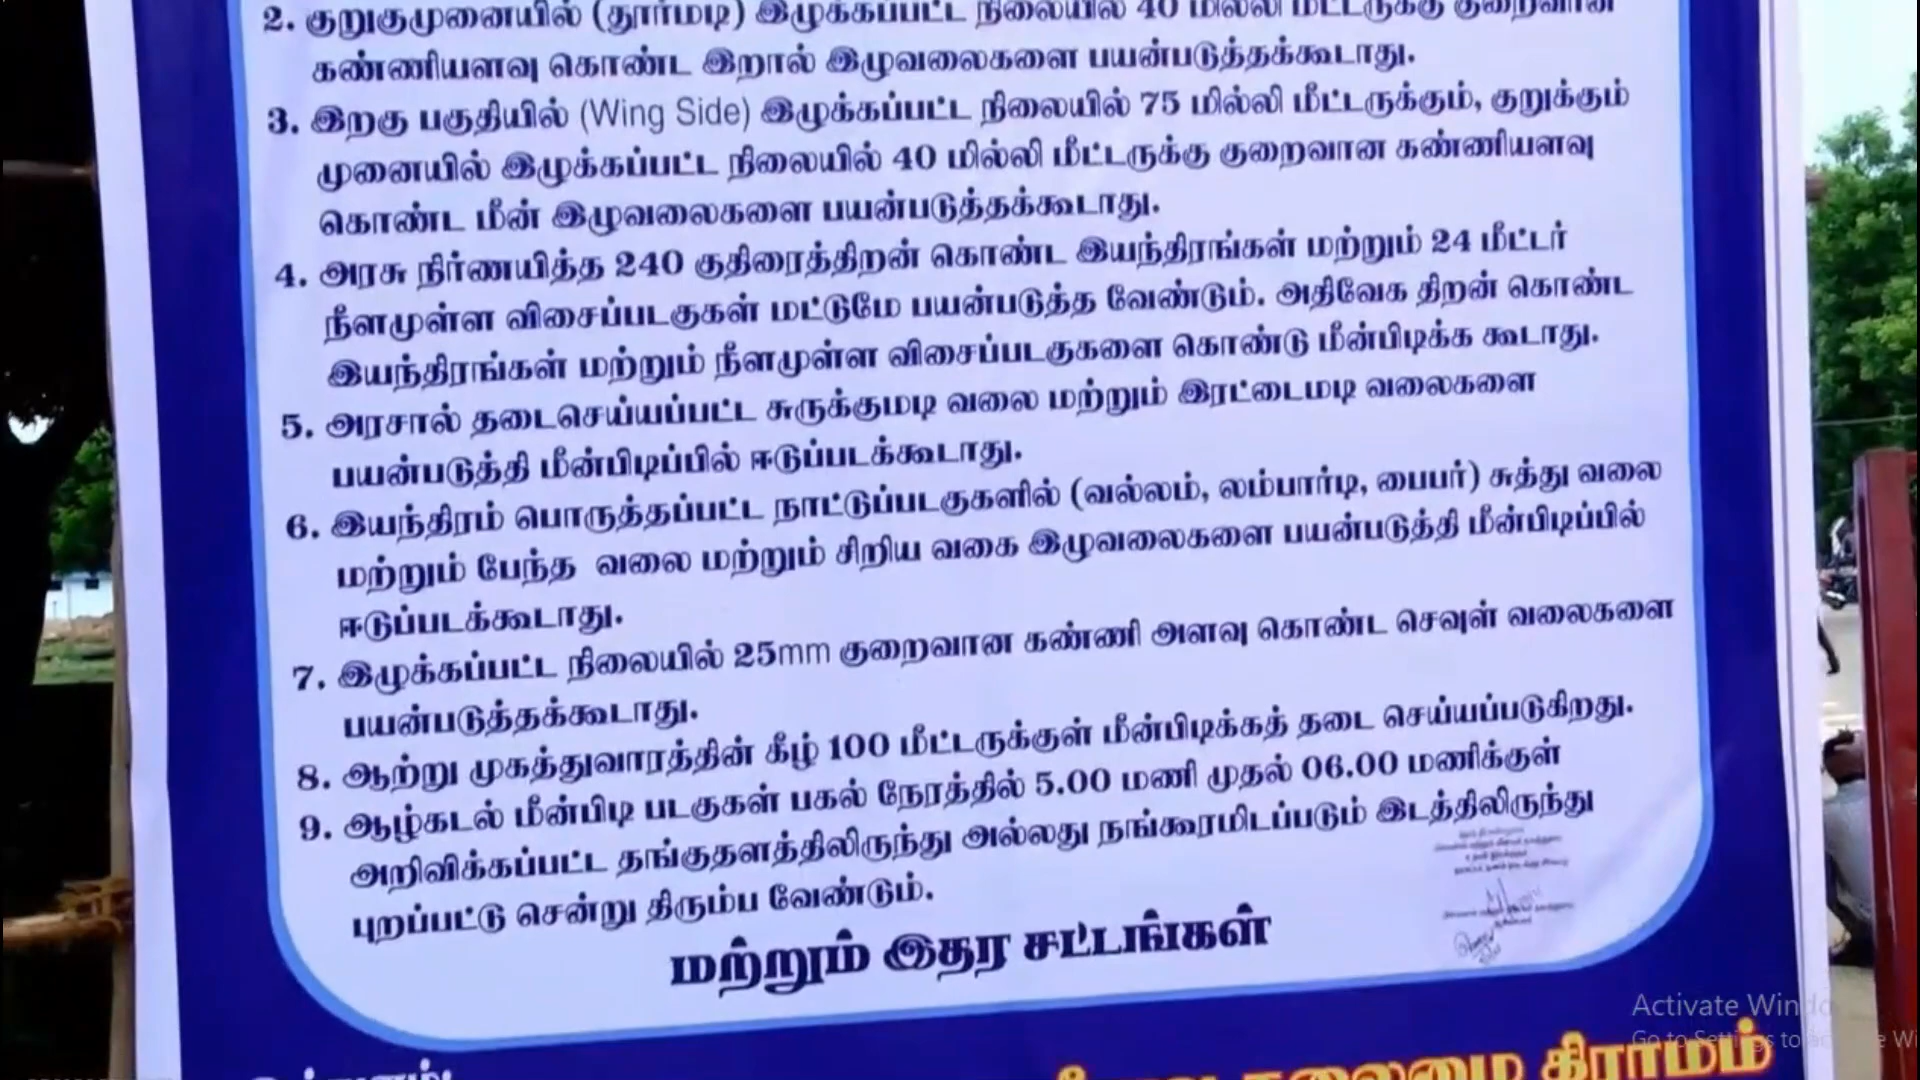 2. குறுகுமுனையில் (தூர்மடி) இழுக்கப்பட்ட நிலையில் 40 மில்லி மீட்டருக்கு குறைவான
கண்ணியளவு கொண்ட இறால் இழுவலைகளை பயன்படுத்தக்கூடாது.
3. இறகு பகுதியில் (Wing Side) இழுக்கப்பட்ட நிலையில் 75 மில்லி மீட்டருக்கும், குறுக்கும்
முனையில் இழுக்கப்பட்ட நிலையில் 40 மில்லி மீட்டருக்கு குறைவான கண்ணியளவு
கொண்ட மீன் இழுவலைகளை பயன்படுத்தக்கூடாது.
4. அரசு நிர்ணயித்த 240 குதிரைத்திறன் கொண்ட இயந்திரங்கள் மற்றும் 24 மீட்டர்
நீளமுள்ள விசைப்படகுகள் மட்டுமே பயன்படுத்த வேண்டும். அதிவேக திறன் கொண்ட
இயந்திரங்கள் மற்றும் நீளமுள்ள விசைப்படகுகளை கொண்டு மீன்பிடிக்க கூடாது.
5. அரசால் தடைசெய்யப்பட்ட சுருக்குமடி வலை மற்றும் இரட்டைமடி வலைகளை
பயன்படுத்தி மீன்பிடிப்பில் ஈடுப்படக்கூடாது.
6. இயந்திரம் பொருத்தப்பட்ட நாட்டுப்படகுகளில் (வல்லம், லம்பார்டி, பைபர்) சுத்து வலை
மற்றும் பேந்த வலை மற்றும் சிறிய வகை இழுவலைகளை பயன்படுத்தி மீன்பிடிப்பில்
ஈடுப்படக்கூடாது.
7. இழுக்கப்பட்ட நிலையில் 25mm குறைவான கண்ணி அளவு கொண்ட செவுள் வலைகளை
பயன்படுத்தக்கூடாது.
8. ஆற்று முகத்துவாரத்தின் கீழ் 100 மீட்டருக்குள் மீன்பிடிக்கத் தடை செய்யப்படுகிறது.
9. ஆழ்கடல் மீன்பிடி படகுகள் பகல் நேரத்தில் 5.00 மணி முதல் 06.00 மணிக்குள்
அறிவிக்கப்பட்ட தங்குதளத்திலிருந்து அல்லது நங்கூரமிடப்படும் இடத்திலிருந்து
புறப்பட்டு சென்று திரும்ப வேண்டும்.
மற்றும் இதர சட்டங்கள்
Activate Windo
Go to Settings to
கிராமம்